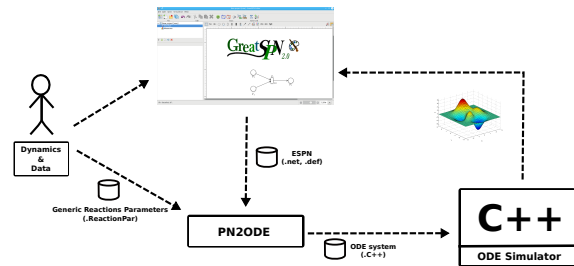 GreatSPN
2.0
Dynamics
&
Data
ESPN
(.net, .def)
Generic Reactions Parameters
(.ReactionPar)
PN2ODE
ODE system
(.C++)
C++
ODE Simulator